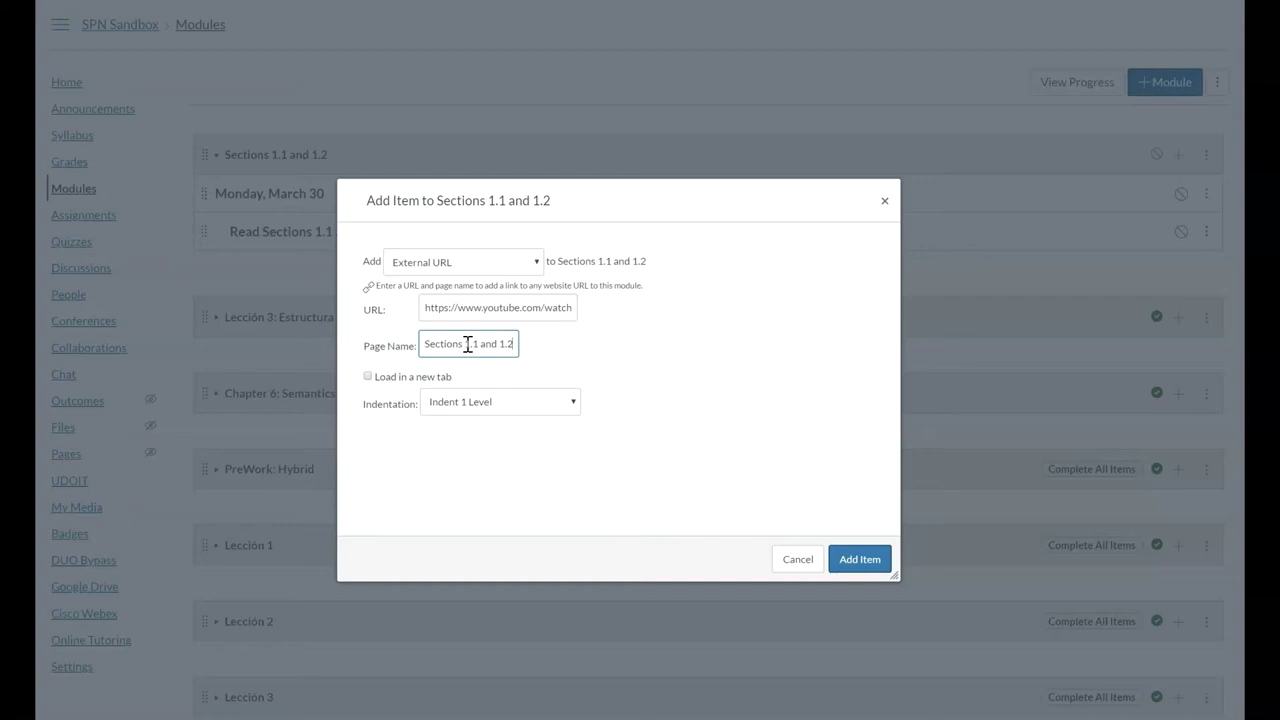 SPN Sandbox › Modules
View Progress
+ Module
Home
Announcements
Syllabus
Grades
Modules
Assignments
Quizzes
Discussions
People
Conferences
Collaborations
Chat
Outcomes
Files
Pages
UDOIT
My Media
Badges
DUO Bypass
Google Drive
Cisco Webex
Online Tutoring
Settings
Sections 1.1 and 1.2
Monday, March 30
Read Sections 1.1
Lección 3: Estructura
Chapter 6: Semantics
PreWork: Hybrid
Complete All Items
Lección 1
Complete All Items
Lección 2
Complete All Items
Lección 3
Complete All Items
Add Item to Sections 1.1 and 1.2
×
Add External URL to Sections 1.1 and 1.2
Enter a URL and page name to add a link to any website URL to this module.
URL: https://www.youtube.com/watch
Page Name: Sections 1.1 and 1.2
Load in a new tab
Indentation: Indent 1 Level
Cancel
Add Item